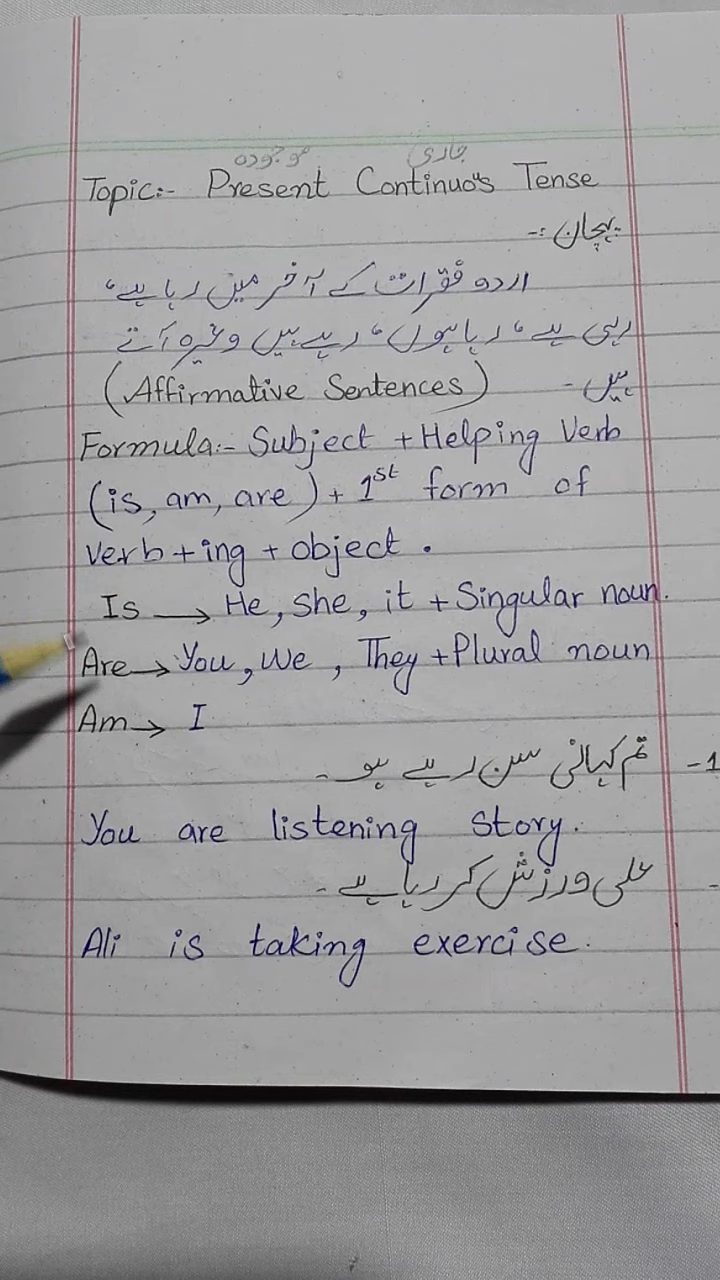 موجودہ جاری
Topic:- Present Continuo's Tense
پہچان :-
اردو فقرات کے آخر میں رہا ہے،
رہی ہے، رہا ہوں، رہے ہیں وغیرہ آتے
(Affirmative Sentences) ہیں -
Formula:- Subject + Helping Verb
(is, am, are) + 1st form of
verb + ing + object .
Is → He, She, it + Singular noun.
Are → You, We , They + Plural noun
Am → I
1- تم کہانی سن رہے ہو -
You are listening story.
- علی ورزش کر رہا ہے -
Ali is taking exercise.